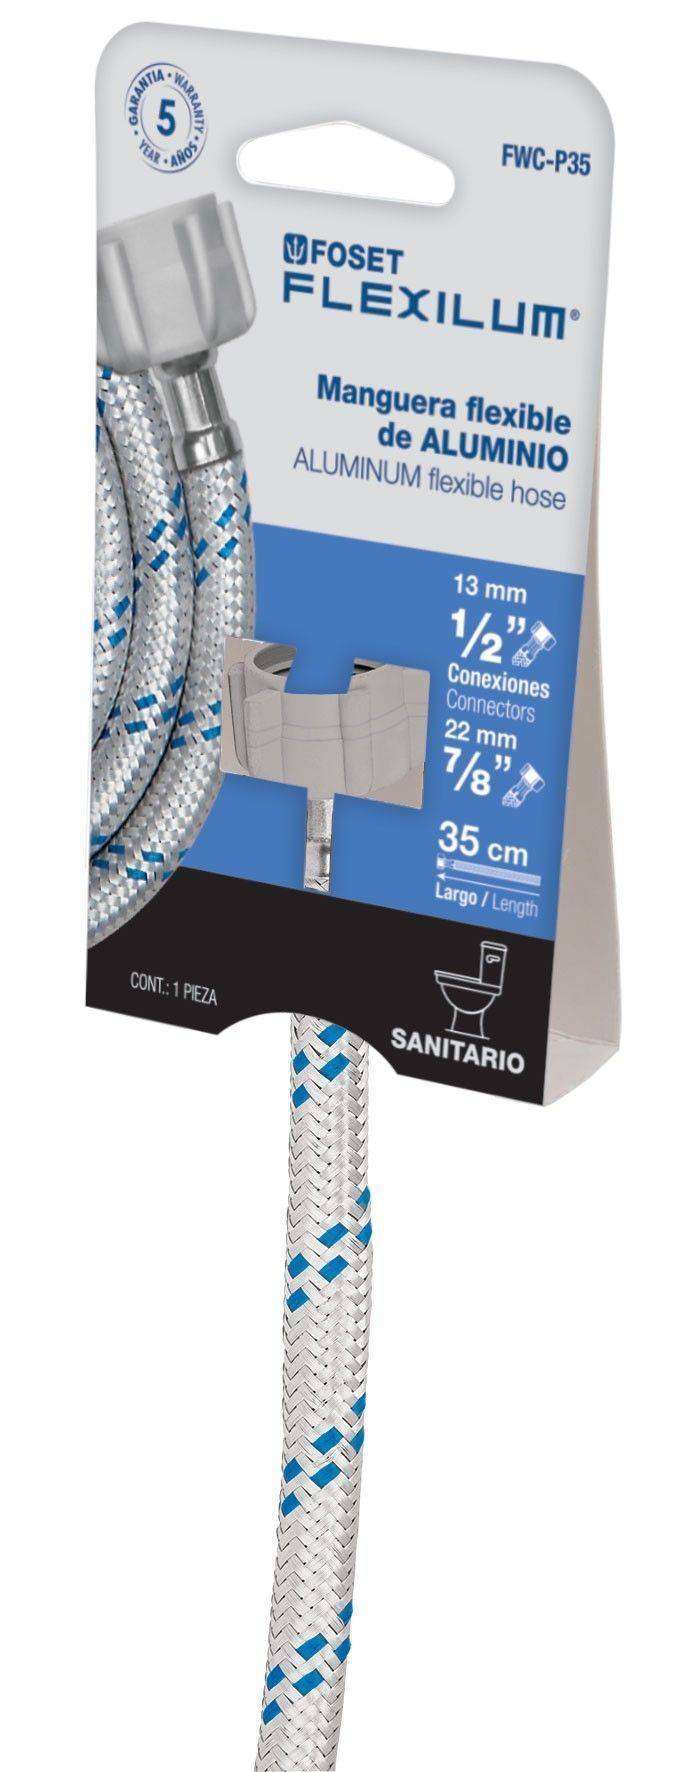 GARANTIA • WARRANTY
5
YEAR • AÑOS
FWC-P35
FOSET
FLEXILUM®
Manguera flexible
de ALUMINIO
ALUMINUM flexible hose
13 mm
1/2”
Conexiones
Connectors
22 mm
7/8”
35 cm
Largo / Length
CONT.: 1 PIEZA
SANITARIO